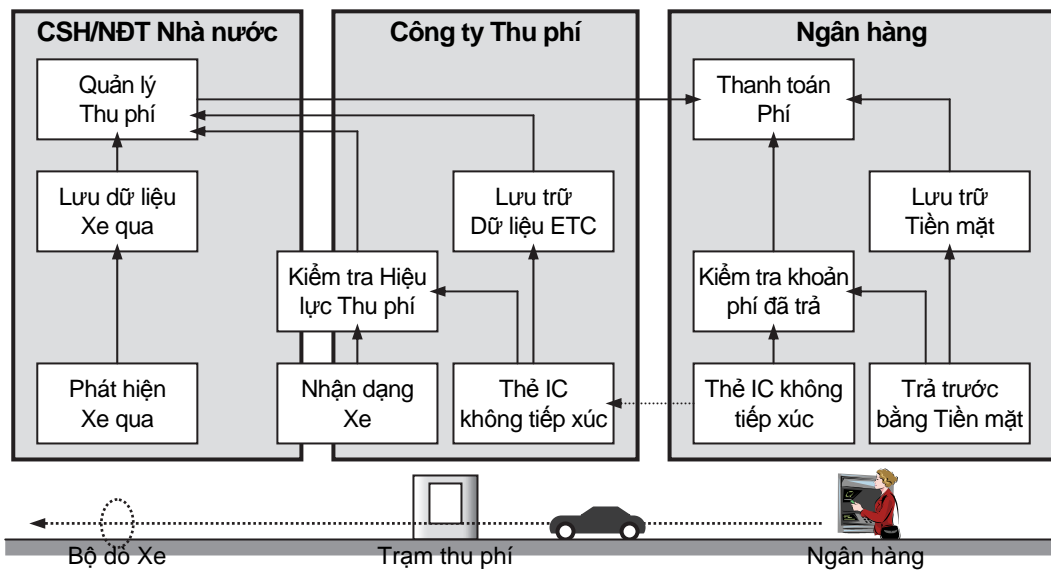 CSH/NĐT Nhà nước
Công ty Thu phí
Ngân hàng
Quản lý
Thu phí
Thanh toán
Phí
Lưu dữ liệu
Xe qua
Lưu trữ
Dữ liệu ETC
Lưu trữ
Tiền mặt
Kiểm tra Hiệu
lực Thu phí
Kiểm tra khoản
phí đã trả
Phát hiện
Xe qua
Nhận dạng
Xe
Thẻ IC
không tiếp xúc
Thẻ IC không
tiếp xúc
Trả trước
bằng Tiền mặt
Bộ dò Xe
Trạm thu phí
Ngân hàng